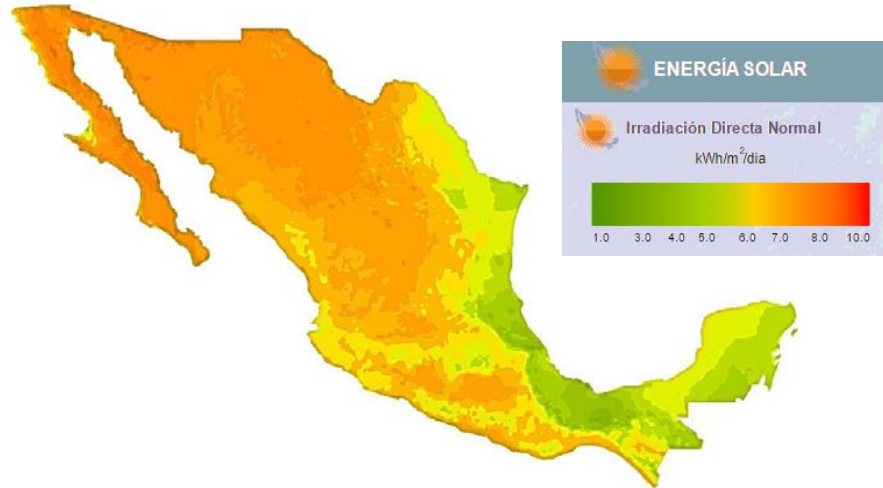 ENERGÍA SOLAR
Irradiación Directa Normal
kWh/m²/dia
1.0 3.0 4.0 5.0 6.0 7.0 8.0 10.0